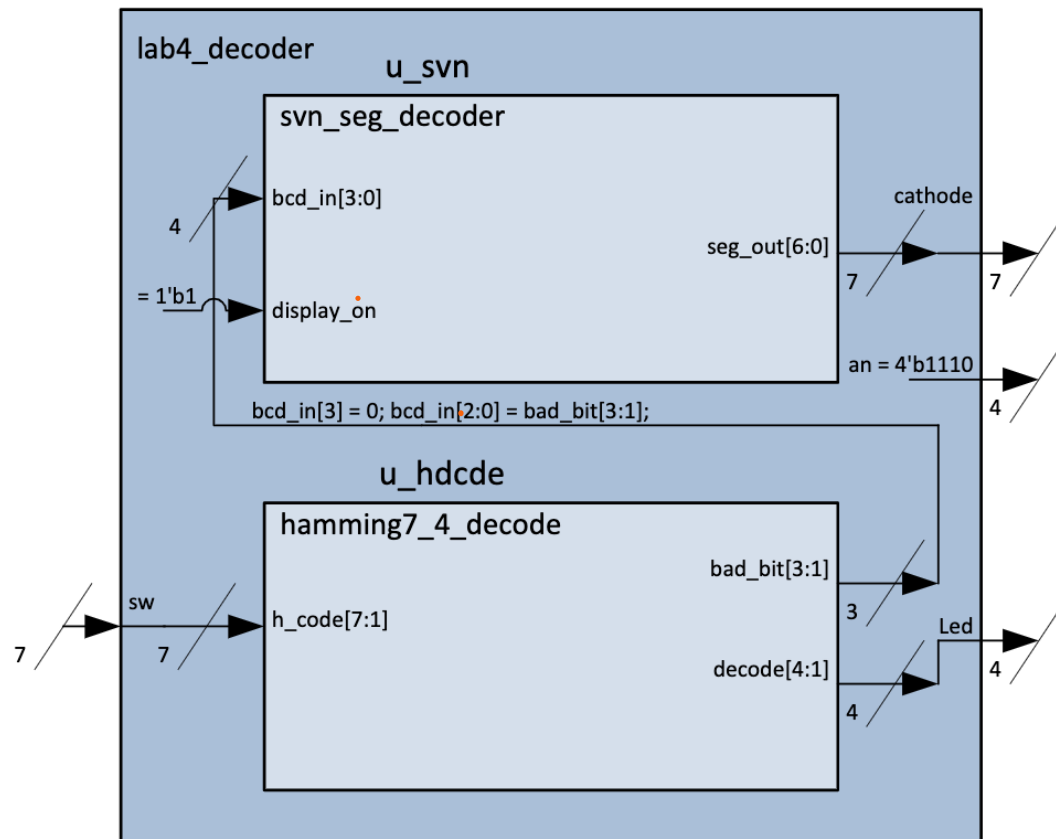 lab4_decoder
u_svn
svn_seg_decoder
bcd_in[3:0]
4
cathode
seg_out[6:0]
7
7
= 1'b1
display_on
an = 4'b1110
4
bcd_in[3] = 0; bcd_in[2:0] = bad_bit[3:1];
u_hdcde
hamming7_4_decode
bad_bit[3:1]
3
sw
h_code[7:1]
7
7
Led
decode[4:1]
4
4